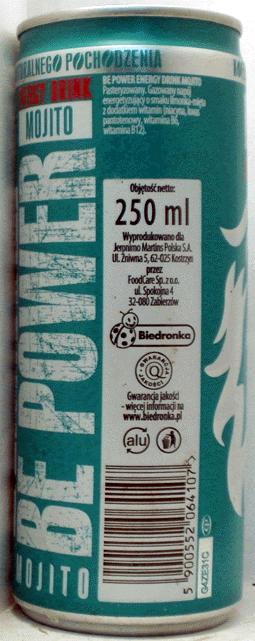 NATURALNEGO POCHODZENIA
ENERGY DRINK
MOJITO
BE POWER
MOJITO
BE POWER ENERGY DRINK MOJITO
Pasteryzowany. Gazowany napój
energetyzujący o smaku limonka-mięta
z dodatkiem witamin (niacyna, kwas
pantotenowy, witamina B6,
witamina B12).
Objętość netto:
250 ml
Wyprodukowano dla
Jeronimo Martins Polska S.A.
Ul. Żniwna 5, 62-025 Kostrzyn
przez
FoodCare Sp. z o.o.
ul. Spokojna 4
32-080 Zabierzów
Biedronka
GWARANCJA
JAKOŚCI
Gwarancja jakości
- więcej informacji na
www.biedronka.pl
alu
5 900552 064107 >
G4ZE31C